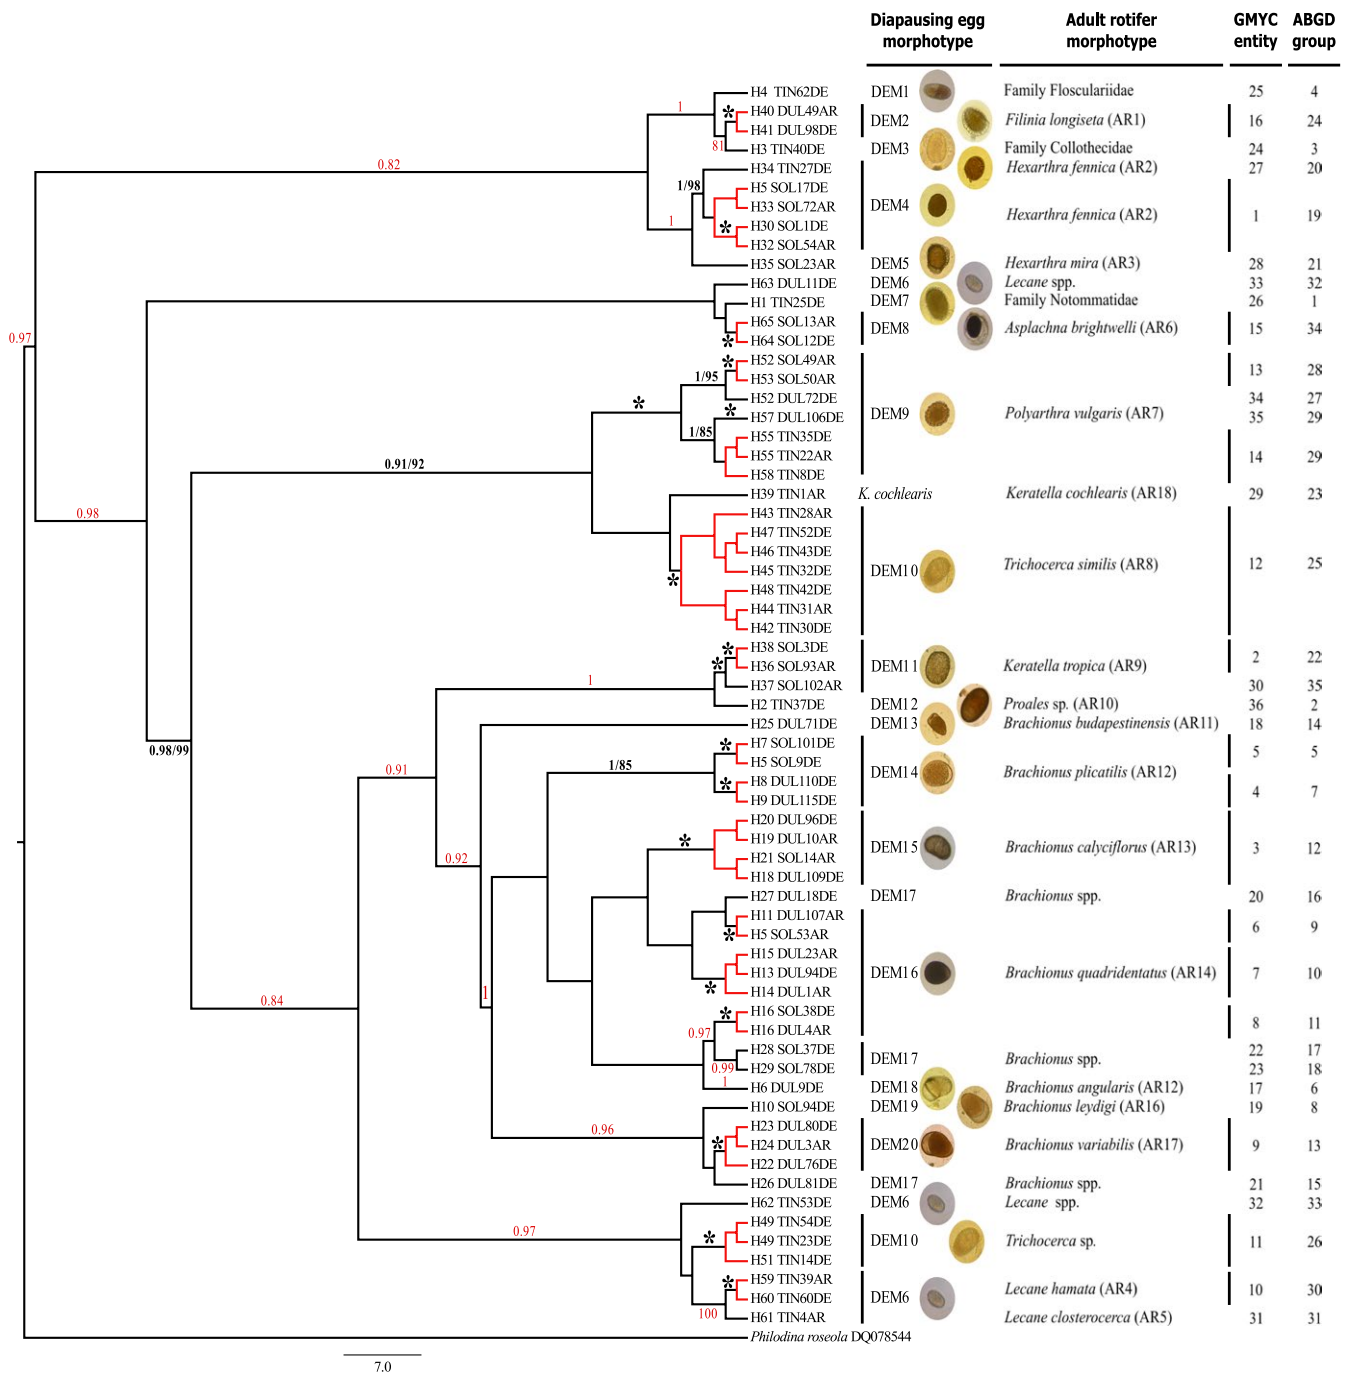 Diapausing egg morphotype Adult rotifer morphotype GMYC entity ABGD group
H4 TIN62DE DEM1 Family Flosculariidae 25 4
1 * H40 DUL49AR
DEM2 Filinia longiseta (AR1) 16 24
H41 DUL98DE
81 H3 TIN40DE DEM3 Family Collothecidae 24 3
0.82 H34 TIN27DE Hexarthra fennica (AR2) 27 20
1/98 H5 SOL17DE
H33 SOL72AR DEM4
Hexarthra fennica (AR2) 1 19
1 * H30 SOL1DE
H32 SOL54AR
H35 SOL23AR DEM5 Hexarthra mira (AR3) 28 21
H63 DUL11DE DEM6 Lecane spp. 33 32
H1 TIN25DE DEM7 Family Notommatidae 26 1
H65 SOL13AR
DEM8 Asplachna brightwelli (AR6) 15 34
0.97 * H64 SOL12DE
* H52 SOL49AR
13 28
1/95 H53 SOL50AR
H52 DUL72DE 34 27
* * H57 DUL106DE DEM9 Polyarthra vulgaris (AR7) 35 29
1/85 H55 TIN35DE
H55 TIN22AR 14 29
0.91/92 H58 TIN8DE
H39 TIN1AR K. cochlearis Keratella cochlearis (AR18) 29 23
0.98 H43 TIN28AR
H47 TIN52DE
H46 TIN43DE
DEM10 Trichocerca similis (AR8) 12 25
* H45 TIN32DE
H48 TIN42DE
H44 TIN31AR
H42 TIN30DE
* H38 SOL3DE
2 22
* H36 SOL93AR DEM11 Keratella tropica (AR9)
1 H37 SOL102AR 30 35
H2 TIN37DE DEM12 Proales sp. (AR10) 36 2
H25 DUL71DE DEM13 Brachionus budapestinensis (AR11) 18 14
0.98/99 * H7 SOL101DE
5 5
1/85 H5 SOL9DE
0.91 DEM14 Brachionus plicatilis (AR12)
* H8 DUL110DE
4 7
H9 DUL115DE
H20 DUL96DE
* H19 DUL10AR
DEM15 Brachionus calyciflorus (AR13) 3 12
0.92 H21 SOL14AR
H18 DUL109DE
H27 DUL18DE DEM17 Brachionus spp. 20 16
H11 DUL107AR
6 9
* H5 SOL53AR
H15 DUL23AR
H13 DUL94DE DEM16 Brachionus quadridentatus (AR14) 7 10
1 * H14 DUL1AR
0.84 * H16 SOL38DE
8 11
0.97 H16 DUL4AR
H28 SOL37DE 22 17
DEM17 Brachionus spp.
0.99 H29 SOL78DE 23 18
1 H6 DUL9DE DEM18 Brachionus angularis (AR12) 17 6
H10 SOL94DE DEM19 Brachionus leydigi (AR16) 19 8
0.96 H23 DUL80DE
* H24 DUL3AR DEM20 Brachionus variabilis (AR17) 9 13
H22 DUL76DE
H26 DUL81DE DEM17 Brachionus spp. 21 15
H62 TIN53DE DEM6 Lecane spp. 32 33
0.97 H49 TIN54DE
* H49 TIN23DE DEM10 Trichocerca sp. 11 26
H51 TIN14DE
* H59 TIN39AR
Lecane hamata (AR4) 10 30
H60 TIN60DE DEM6
100 H61 TIN4AR Lecane closterocerca (AR5) 31 31
Philodina roseola DQ078544
7.0